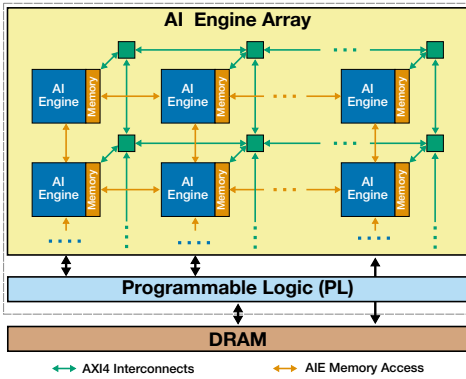 AI Engine Array
AI Engine Memory
AI Engine Memory
AI Engine Memory
AI Engine Memory
AI Engine Memory
AI Engine Memory
Programmable Logic (PL)
DRAM
AXI4 Interconnects
AIE Memory Access